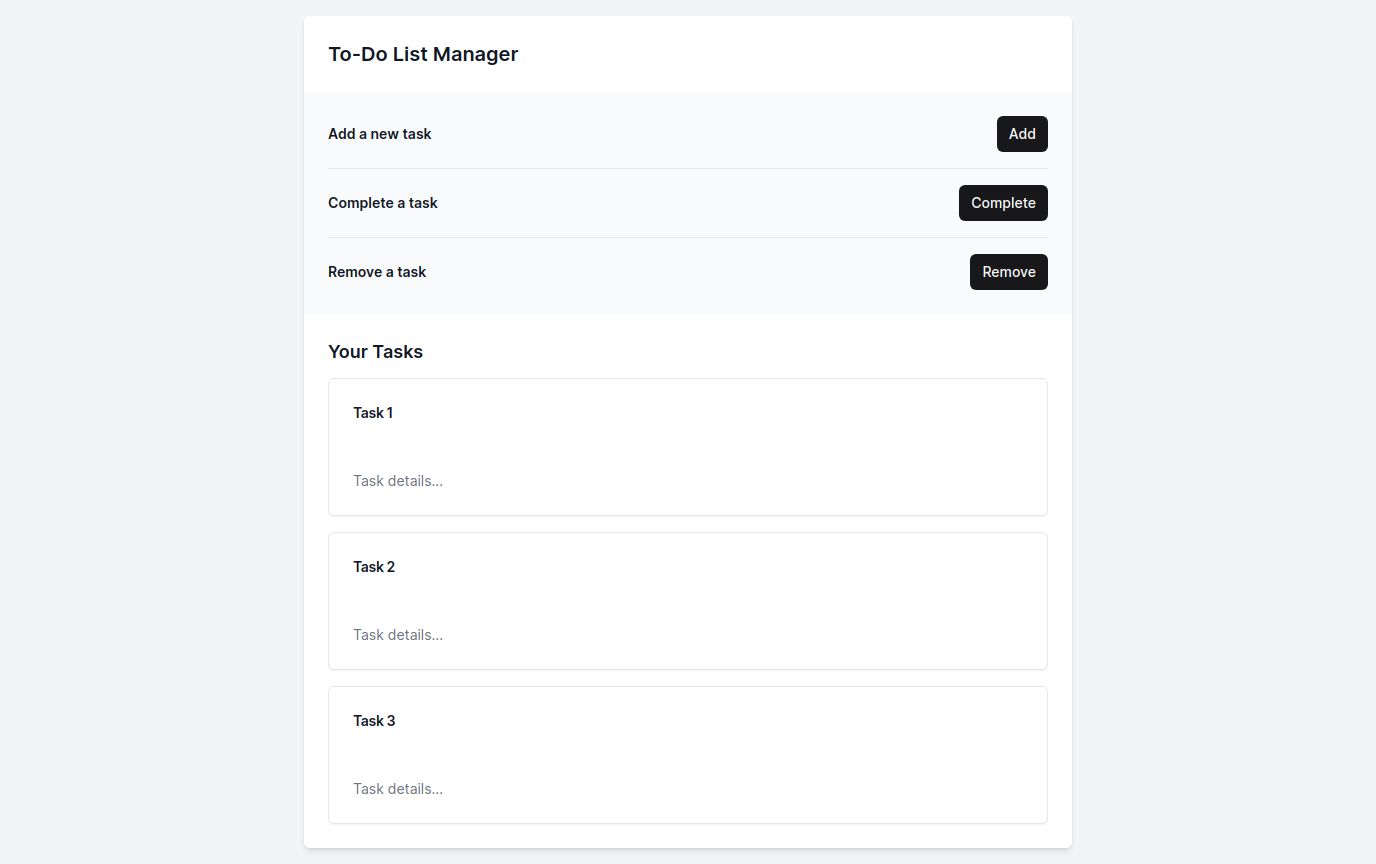 To-Do List Manager
Add a new task
Add
Complete a task
Complete
Remove a task
Remove
Your Tasks
Task 1
Task details...
Task 2
Task details...
Task 3
Task details...